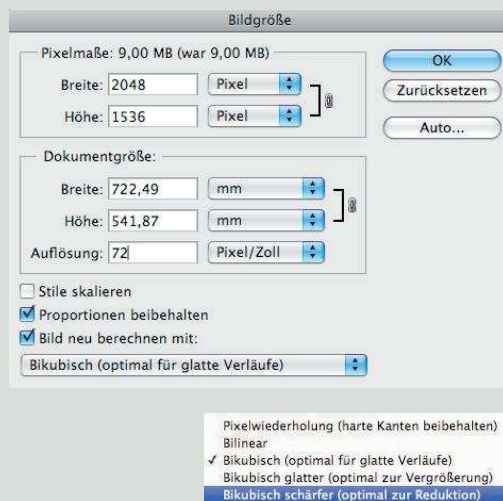 Bildgröße
Pixelmaße: 9,00 MB (war 9,00 MB)
Breite: 2048 Pixel
Höhe: 1536 Pixel
OK
Zurücksetzen
Auto...
Dokumentgröße:
Breite: 722,49 mm
Höhe: 541,87 mm
Auflösung: 72 Pixel/Zoll
Stile skalieren
Proportionen beibehalten
Bild neu berechnen mit:
Bikubisch (optimal für glatte Verläufe)
Pixelwiederholung (harte Kanten beibehalten)
Bilinear
✓ Bikubisch (optimal für glatte Verläufe)
Bikubisch glatter (optimal zur Vergrößerung)
Bikubisch schärfer (optimal zur Reduktion)